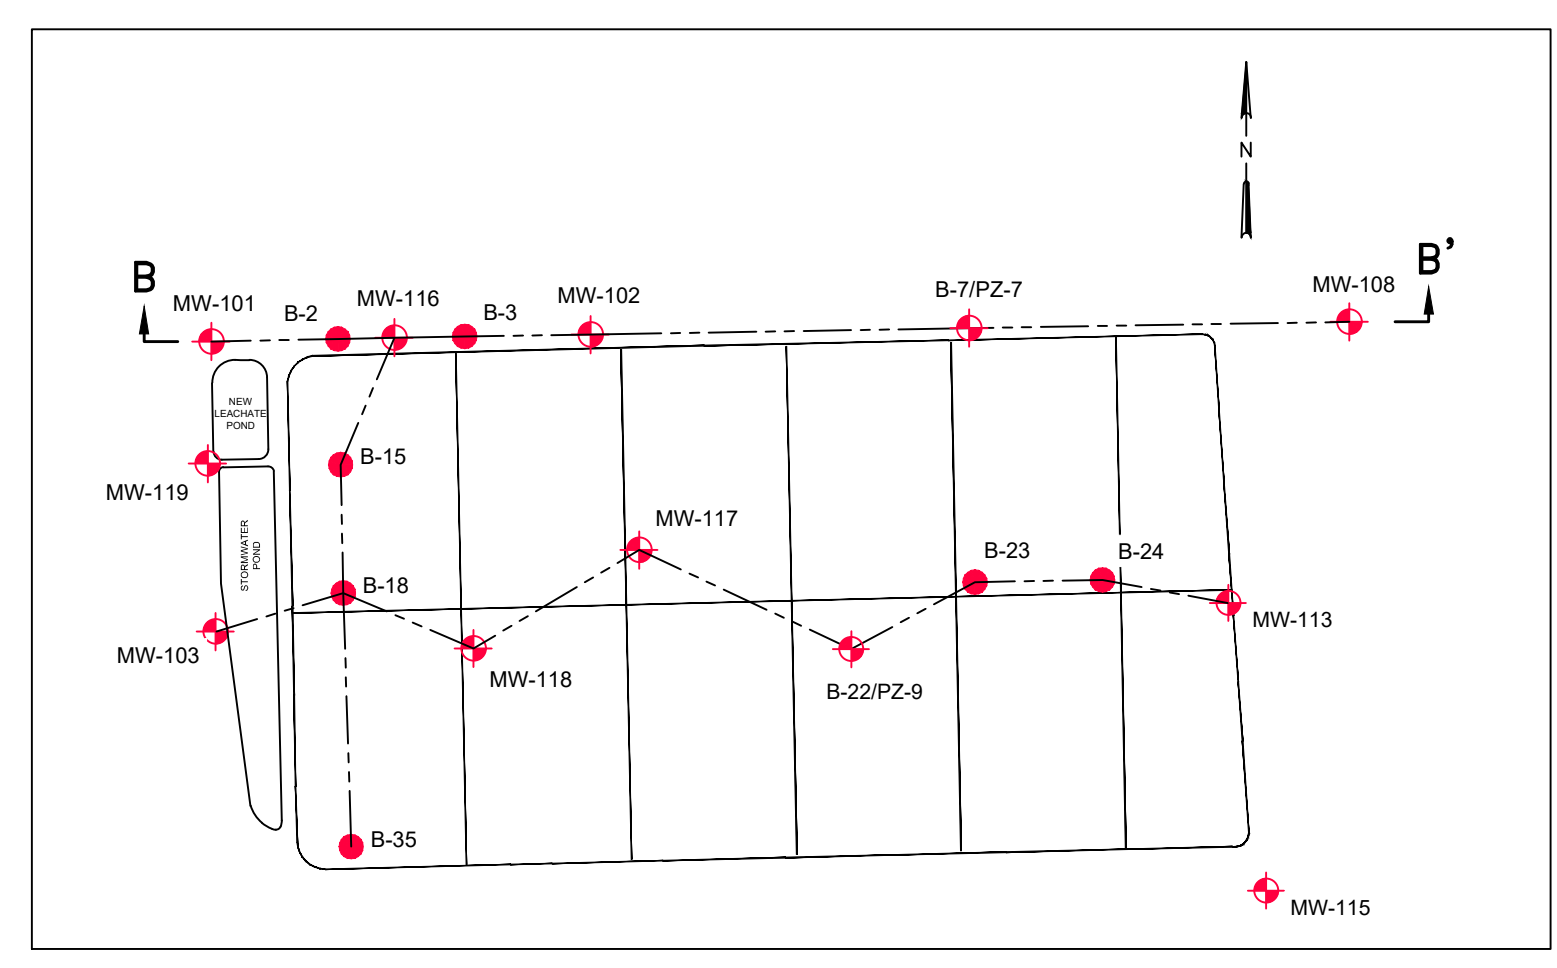 N
B
B’
MW-101
B-2
MW-116
B-3
MW-102
B-7/PZ-7
MW-108
NEW
LEACHATE
POND
B-15
MW-119
STORMWATER
POND
MW-117
B-23
B-24
B-18
MW-113
MW-103
MW-118
B-22/PZ-9
B-35
MW-115